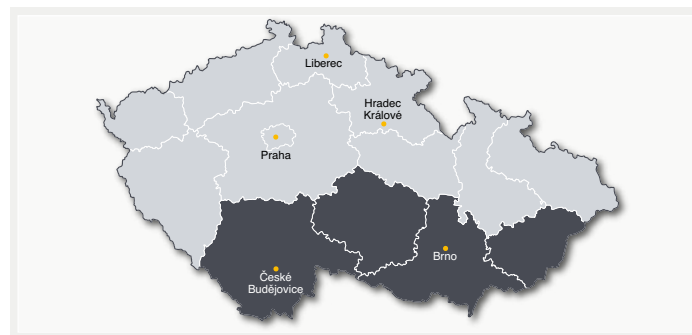 Liberec
Hradec
Králové
Praha
Brno
České
Budějovice